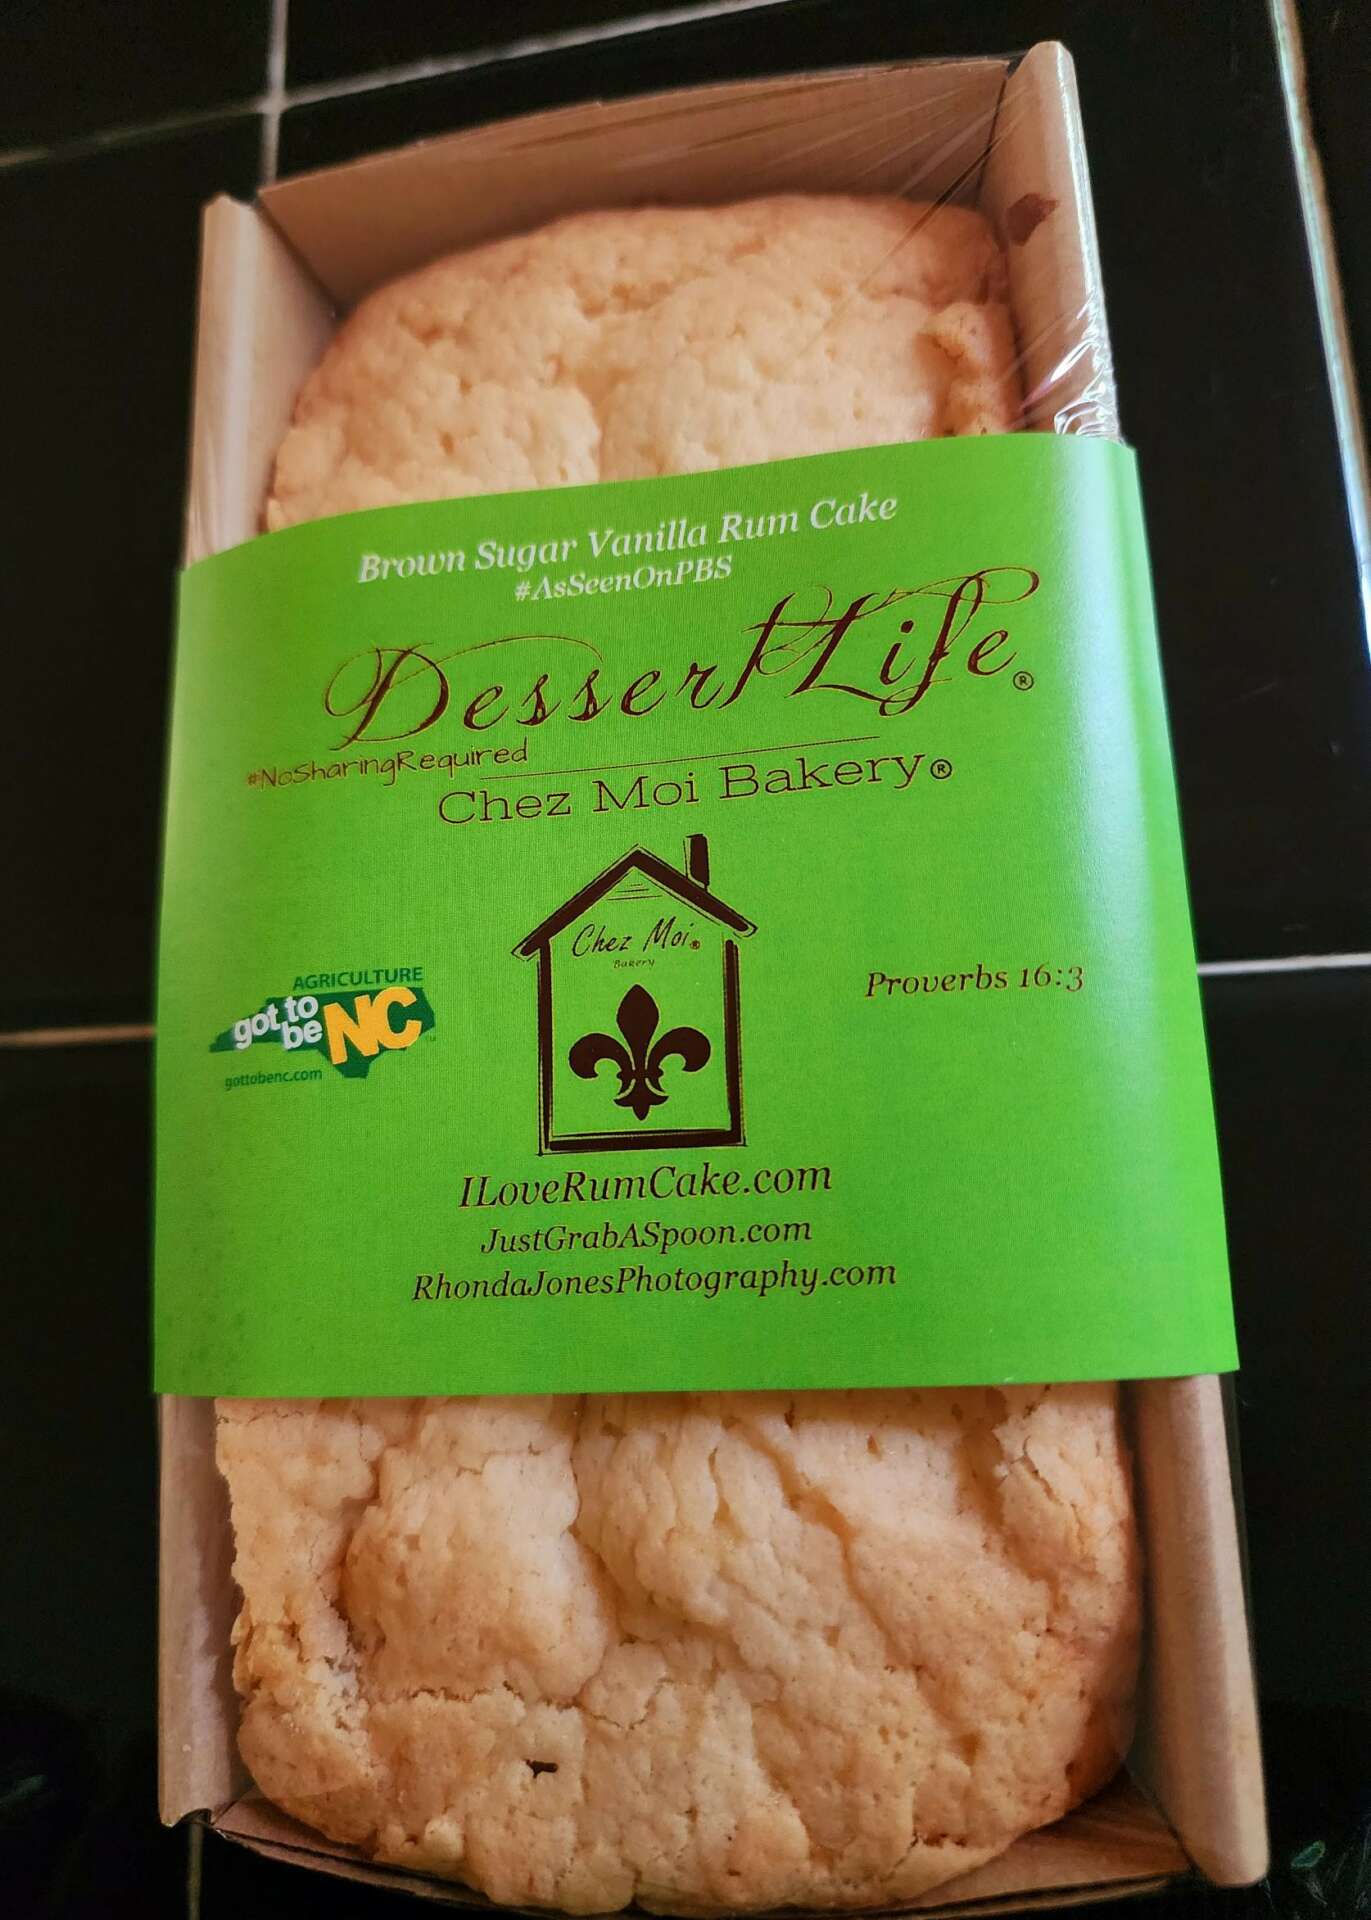 Brown Sugar Vanilla Rum Cake
#AsSeenOnPBS
DessertLife®
#NoSharingRequired
Chez Moi Bakery®
Chez Moi®
Bakery
AGRICULTURE
got to
be NC
gottobenc.com
Proverbs 16:3
ILoveRumCake.com
JustGrabASpoon.com
RhondaJonesPhotography.com